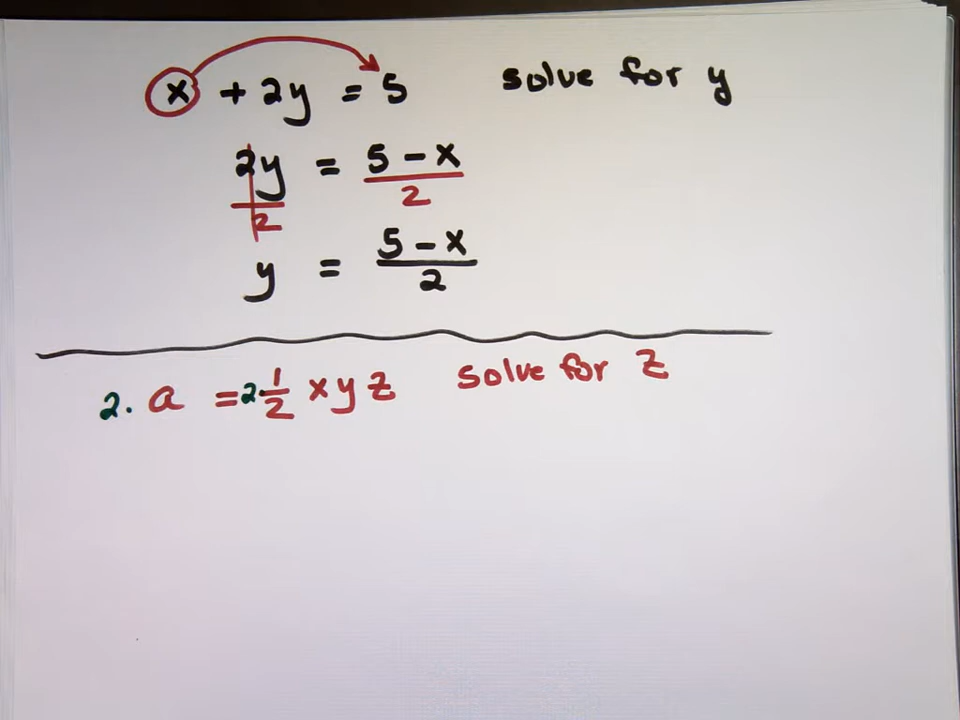 x + 2y = 5 solve for y
2y/2 = 5 - x/2
y = 5 - x/2
2. a = 2. 1/2 x y z solve for z